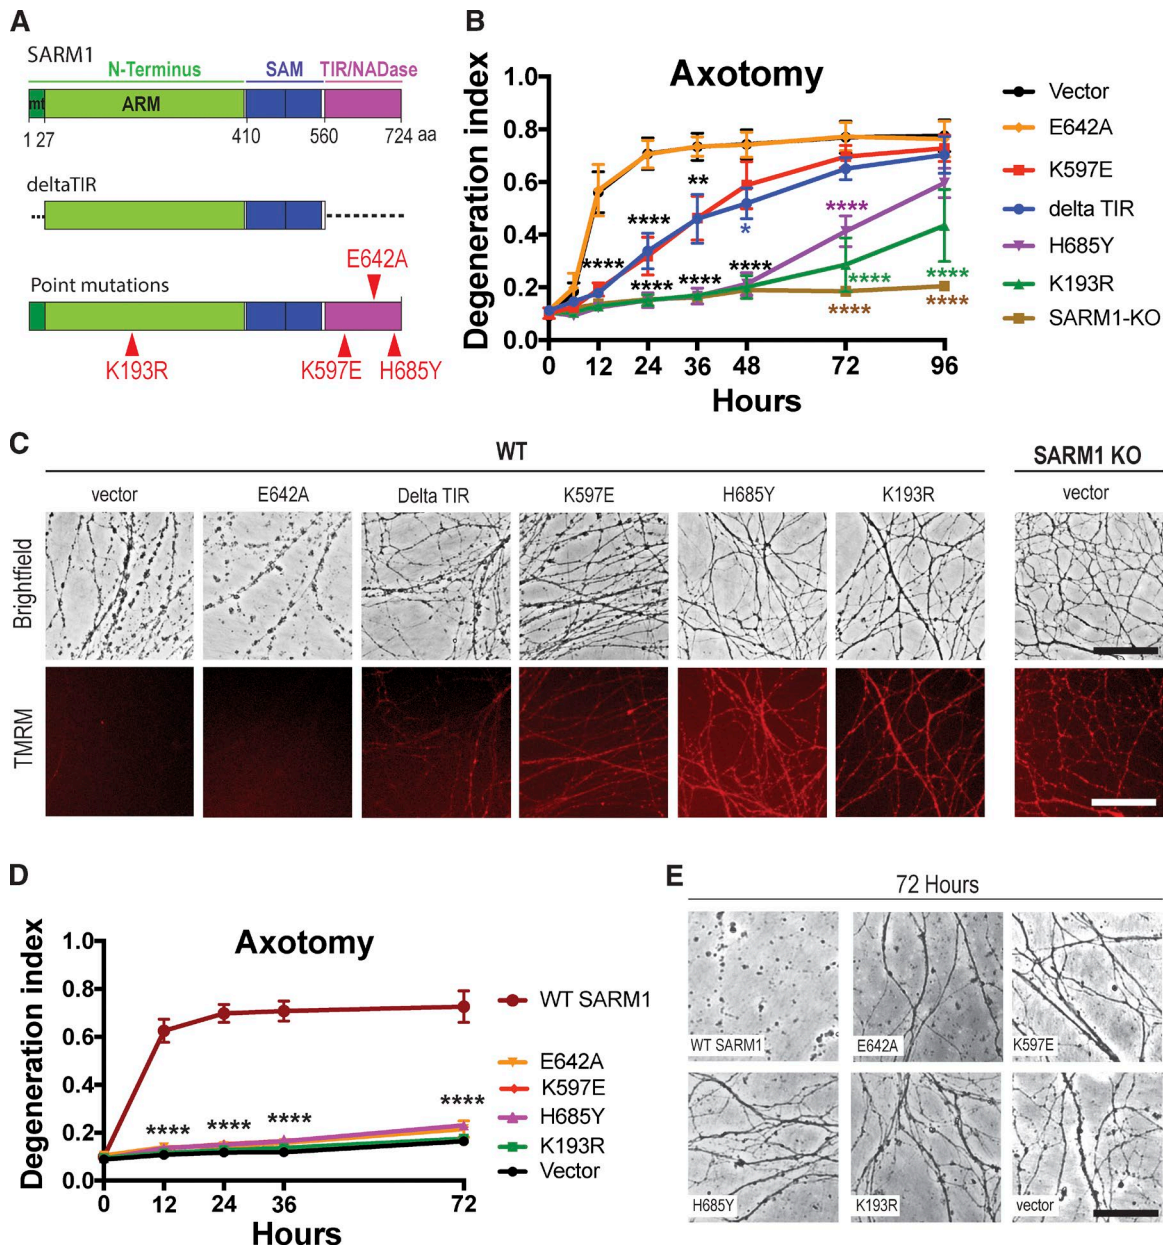 A
SARM1
N-Terminus SAM TIR/NADase
mt ARM
1 27 410 560 724 aa
deltaTIR
E642A
Point mutations
K193R K597E H685Y
B
Axotomy
Degeneration index
1.0
0.8
0.6
0.4
0.2
0.0
****
****
****
**
****
*
****
****
****
****
****
****
0 12 24 36 48 72 96
Hours
Vector
E642A
K597E
delta TIR
H685Y
K193R
SARM1-KO
C
WT SARM1 KO
vector E642A Delta TIR K597E H685Y K193R vector
Brightfield
TMRM
D
Axotomy
Degeneration index
1.0
0.8
0.6
0.4
0.2
0.0
**** **** **** ****
0 12 24 36 72
Hours
WT SARM1
E642A
K597E
H685Y
K193R
Vector
E
72 Hours
WT SARM1 E642A K597E
H685Y K193R vector